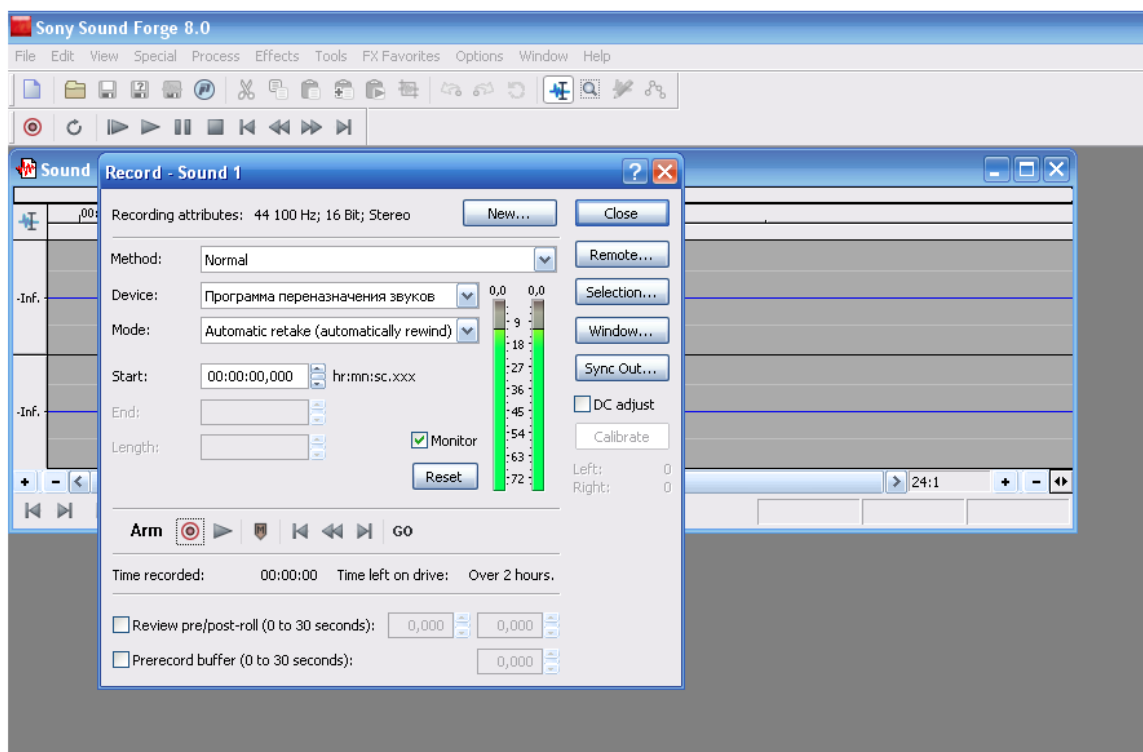 Sony Sound Forge 8.0
File Edit View Special Process Effects Tools FX Favorites Options Window Help
Sound
Record - Sound 1
Recording attributes: 44 100 Hz; 16 Bit; Stereo New... Close
Method: Normal Remote...
Device: Программа переназначения звуков 0,0 0,0 Selection...
Mode: Automatic retake (automatically rewind) Window...
Start: 00:00:00,000 hr:mn:sc.xxx Sync Out...
End: DC adjust
Length: Monitor Calibrate
Reset
Left: 0
Right: 0
9
18
27
36
45
54
63
72
-Inf.
-Inf.
24:1
Arm GO
Time recorded: 00:00:00 Time left on drive: Over 2 hours.
Review pre/post-roll (0 to 30 seconds): 0,000 0,000
Prerecord buffer (0 to 30 seconds): 0,000